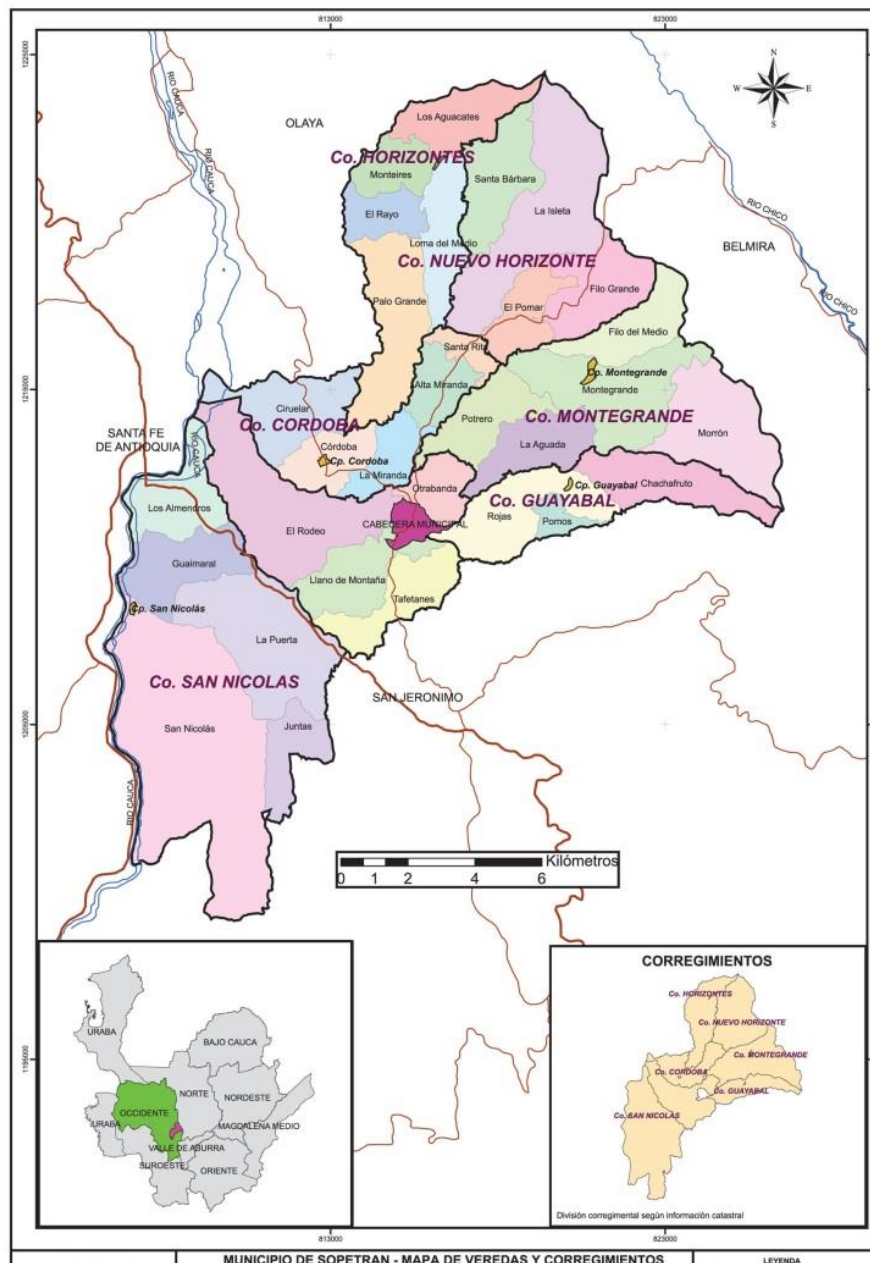 813000
823000
1225000
N
W
E
S
RIO CAUCA
OLAYA
Los Aguacates
Co. HORIZONTES
Monteires
Santa Bárbara
RIO CAUCA
La Isleta
RIO CHICO
El Rayo
BELMIRA
Loma del Medio
Co. NUEVO HORIZONTE
Filo Grande
Palo Grande
El Pomar
RIO CHICO
Filo del Medio
Santa Rita
Cp. Montegrande
Alta Miranda
Montegrande
Ciruelar
Co. CORDOBA
Potrero
Co. MONTEGRANDE
SANTA FE
DE ANTIOQUIA
RIO CAUCA
Córdoba
La Aguada
Morrón
Cp. Cordoba
La Miranda
Otrabanda
Co. GUAYABAL
Cp. Guayabal
Chachafruto
Los Almendros
El Rodeo
CABECERA MUNICIPAL
Rojas
Pomos
Guaimaral
Llano de Montaña
Tafetanes
Cp. San Nicolás
La Puerta
Co. SAN NICOLAS
SAN JERONIMO
San Nicolás
Juntas
RIO CAUCA
Kilómetros
0 1 2 4 6
URABA
BAJO CAUCA
NORTE
NORDESTE
OCCIDENTE
URABA
MAGDALENA MEDIO
VALLE DE ABURRA
SUROESTE
ORIENTE
CORREGIMIENTOS
Co. HORIZONTES
Co. NUEVO HORIZONTE
Co. MONTEGRANDE
Co. CORDOBA
Co. GUAYABAL
Co. SAN NICOLÁS
División corregimental según información catastral
813000
823000
MUNICIPIO DE SOPETRAN - MAPA DE VEREDAS Y CORREGIMIENTOS
LEYENDA